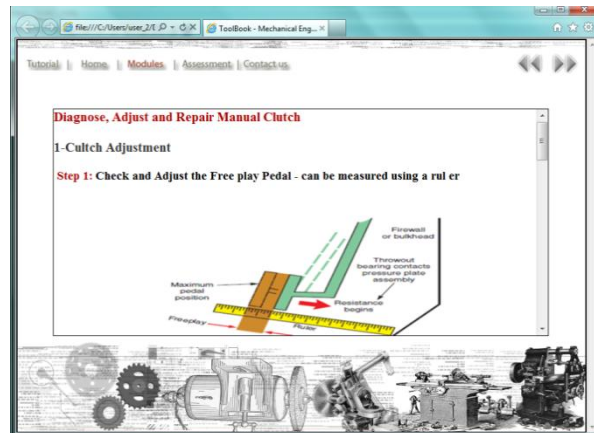 file:///C:/Users/user_2/I
ToolBook - Mechanical Eng...
Tutorial | Home | Modules | Assessment | Contact us
Diagnose, Adjust and Repair Manual Clutch
1-Cultch Adjustment
Step 1: Check and Adjust the Free play Pedal - can be measured using a rul er
Firewall
or bulkhead
Throwout
bearing contacts
pressure plate
assembly
Maximum
pedal
position
Resistance
begins
Freeplay
Ruler